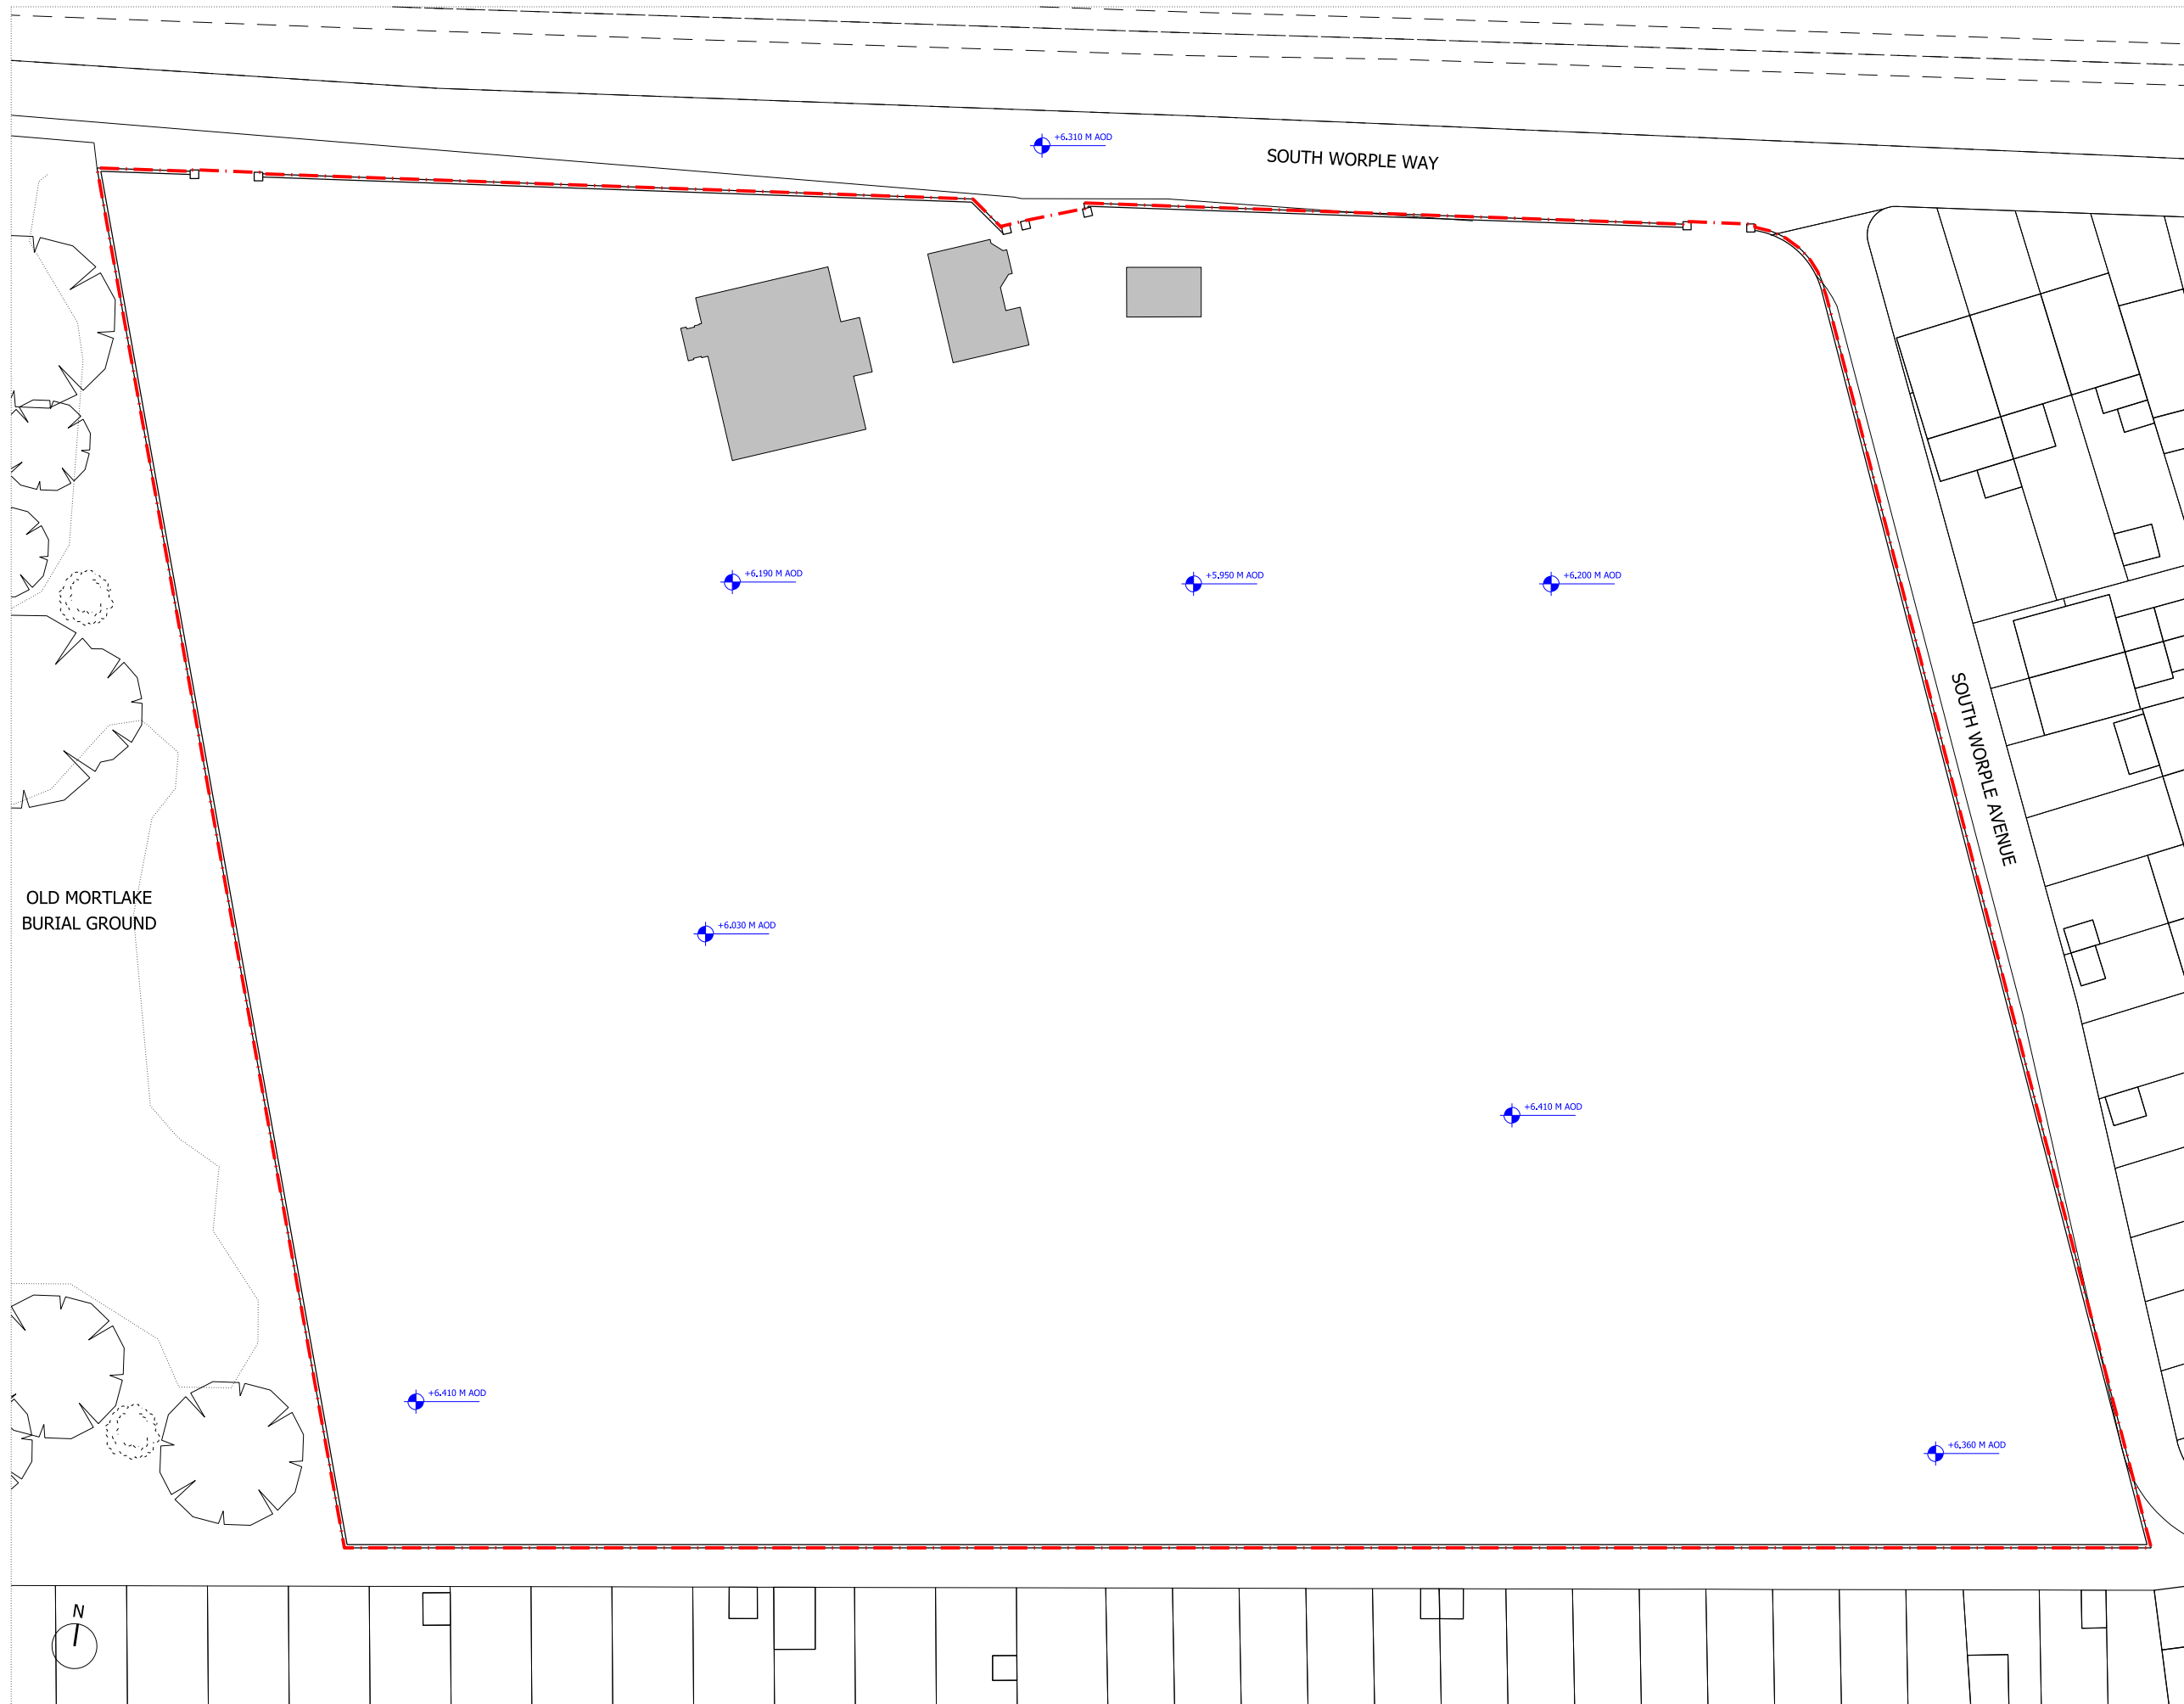 +6.310 M AOD
SOUTH WORPLE WAY
+6.190 M AOD
+5.950 M AOD
+6.200 M AOD
SOUTH WORPLE AVENUE
OLD MORTLAKE
BURIAL GROUND
+6.030 M AOD
+6.410 M AOD
+6.410 M AOD
+6.360 M AOD
N